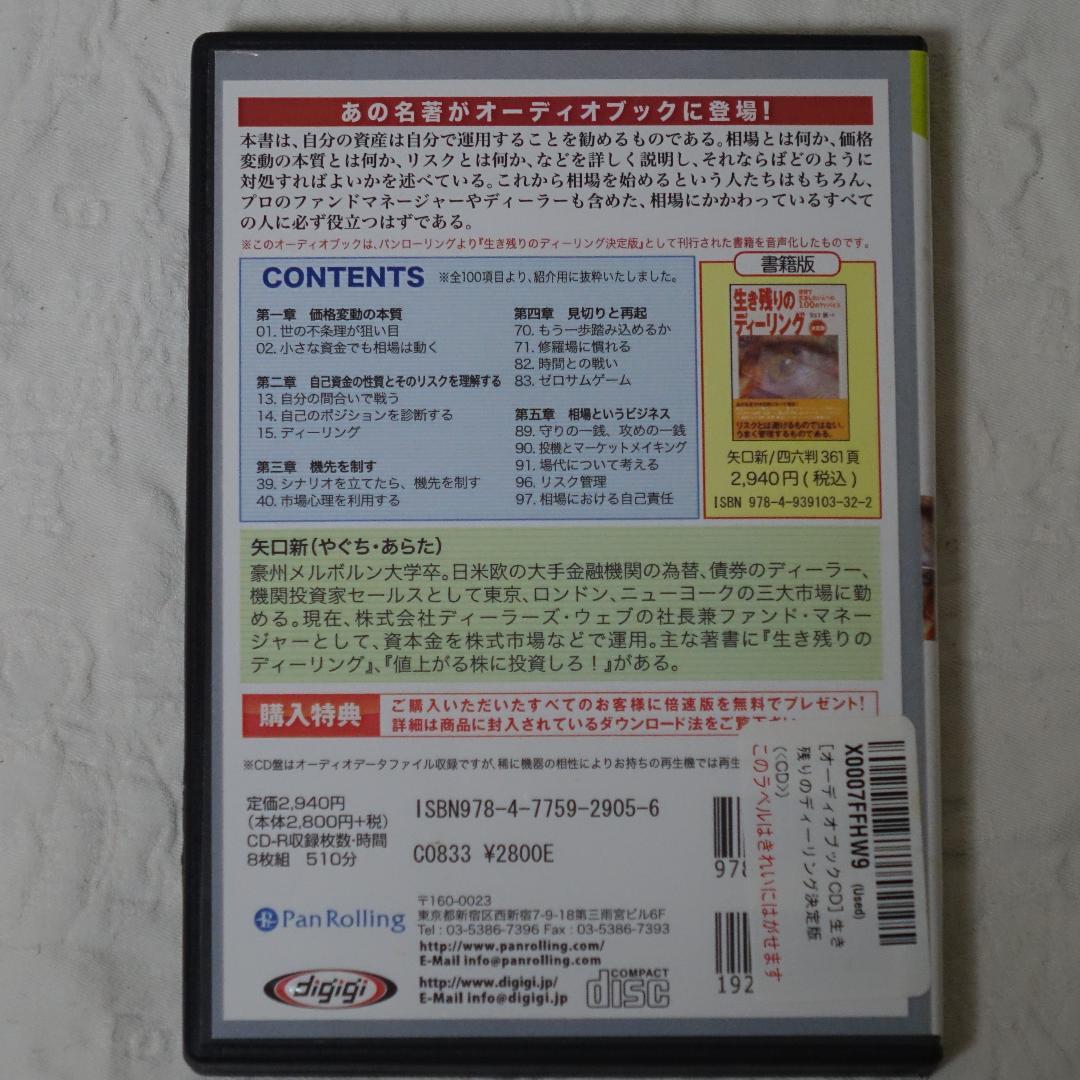 あの名著がオーディオブックに登場!
本書は、自分の資産は自分で運用することを勧めるものである。相場とは何か、価格
変動の本質とは何か、リスクとは何か、などを詳しく説明し、それならばどのように
対処すればよいかを述べている。これから相場を始めるという人たちはもちろん、
プロのファンドマネージャーやディーラーも含めた、相場にかかわっているすべて
の人に必ず役立つはずである。
※このオーディオブックは、パンローリングより『生き残りのディーリング決定版』として刊行された書籍を音声化したものです。
CONTENTS ※全100項目より、紹介用に抜粋いたしました。
第一章 価格変動の本質
01. 世の不条理が狙い目
02. 小さな資金でも相場は動く
第二章 自己資金の性質とそのリスクを理解する
13. 自分の間合いで戦う
14. 自己のポジションを診断する
15. ディーリング
第三章 機先を制す
39. シナリオを立てたら、機先を制す
40. 市場心理を利用する
第四章 見切りと再起
70. もう一歩踏み込めるか
71. 修羅場に慣れる
82. 時間との戦い
83. ゼロサムゲーム
第五章 相場というビジネス
89. 守りの一銭、攻めの一銭
90. 投機とマーケットメイキング
91. 場代について考える
96. リスク管理
97. 相場における自己責任
書籍版
生き残りの
ディーリング
リスクとは避けるものではない。
うまく管理するものである。
矢口新/四六判361頁
2,940円(税込)
ISBN 978-4-939103-32-2
矢口新(やぐち・あらた)
豪州メルボルン大学卒。日米欧の大手金融機関の為替、債券のディーラー、
機関投資家セールスとして東京、ロンドン、ニューヨークの三大市場に勤
める。現在、株式会社ディーラーズ・ウェブの社長兼ファンド・マネー
ジャーとして、資本金を株式市場などで運用。主な著書に『生き残りの
ディーリング』、『値上がる株に投資しろ!』がある。
購入特典
ご購入いただいたすべてのお客様に倍速版を無料でプレゼント!
詳細は商品に封入されているダウンロード法をご覧下さい
※CD盤はオーディオデータファイル収録ですが、稀に機器の相性によりお持ちの再生機では再生
定価2,940円
(本体2,800円+税)
CD-R収録枚数・時間
8枚組 510分
ISBN978-4-7759-2905-6
C0833 ¥2800E
978
192
PanRolling
〒160-0023
東京都新宿区西新宿7-9-18第三雨宮ビル6F
Tel : 03-5386-7396 Fax : 03-5386-7393
http://www.panrolling.com/
E-Mail info@panrolling.com
digigi
http://www.digigi.jp/
E-Mail info@digigi.jp
COMPACT
disc
X0007FFHW9 (Used)
[オーディオブックCD] 生き
残りのディーリング決定版
(<CD>)
このラベルはきれいにはがせます